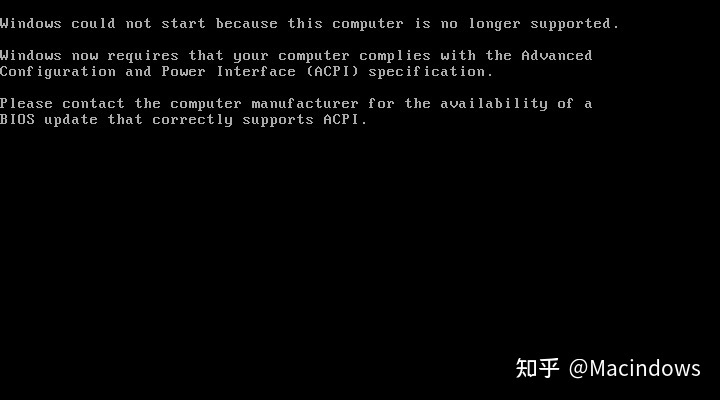 Windows could not start because this computer is no longer supported.
Windows now requires that your computer complies with the Advanced
Configuration and Power Interface (ACPI) specification.
Please contact the computer manufacturer for the availability of a
BIOS update that correctly supports ACPI.
知乎 @Macindows